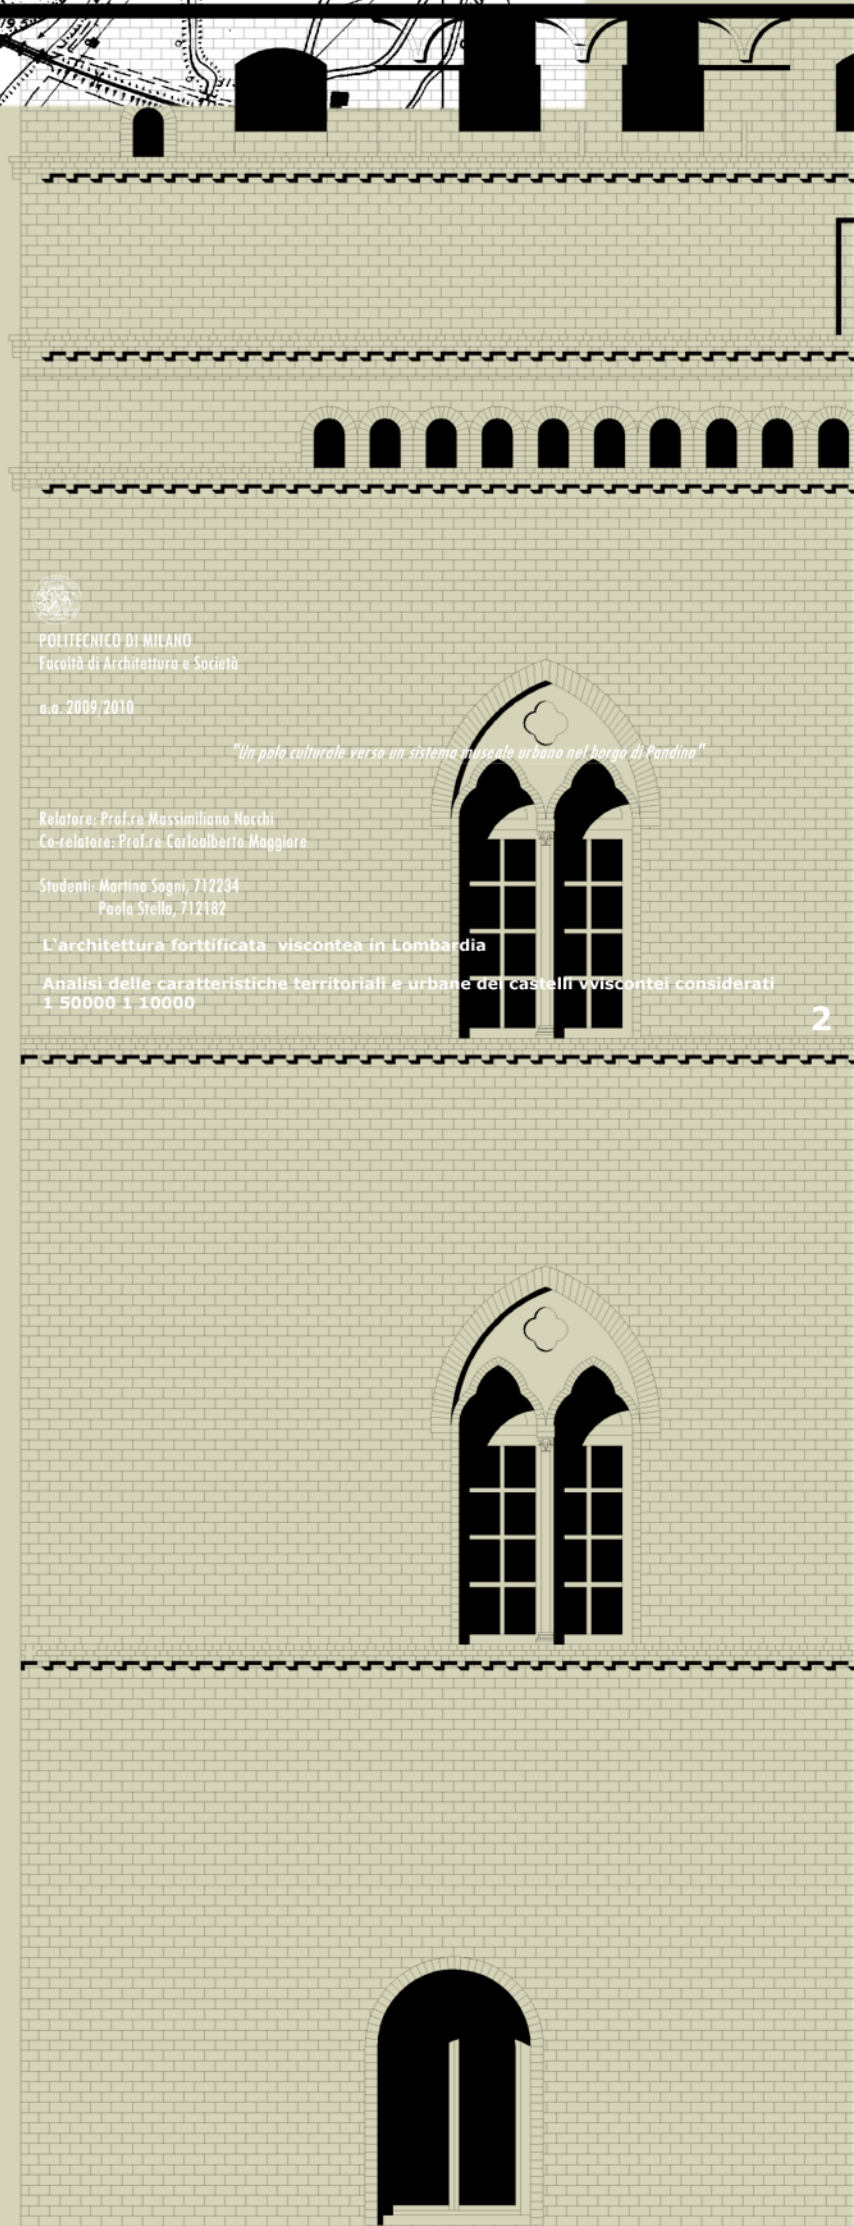 POLITECNICO DI MILANO
Facoltà di Architettura e Società
a.a. 2009/2010
"Un polo culturale verso un sistema museale urbano nel borgo di Pandino"
Relatore: Prof.re Massimiliano Nocchi
Co-relatore: Prof.re Carloalberto Maggiore
Studenti: Martina Sogni, 712234
Paola Stella, 712182
L'architettura forttificata viscontea in Lombardia
Analisi delle caratteristiche territoriali e urbane dei castelli vviscontei considerati
1 50000 1 10000
2